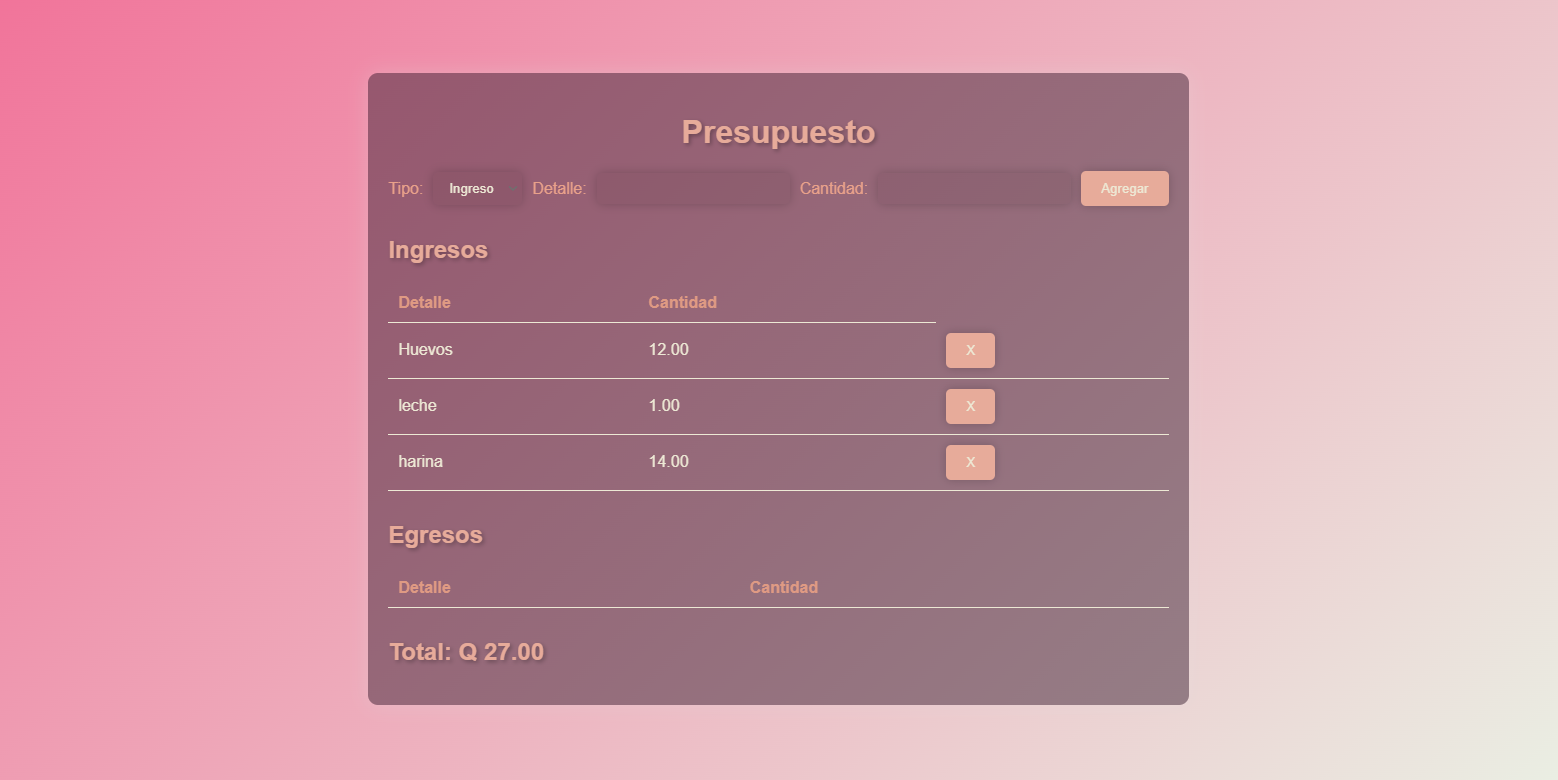 Presupuesto
Tipo: Ingreso Detalle: Cantidad: Agregar
Ingresos
Detalle Cantidad
Huevos 12.00 X
leche 1.00 X
harina 14.00 X
Egresos
Detalle Cantidad
Total: Q 27.00